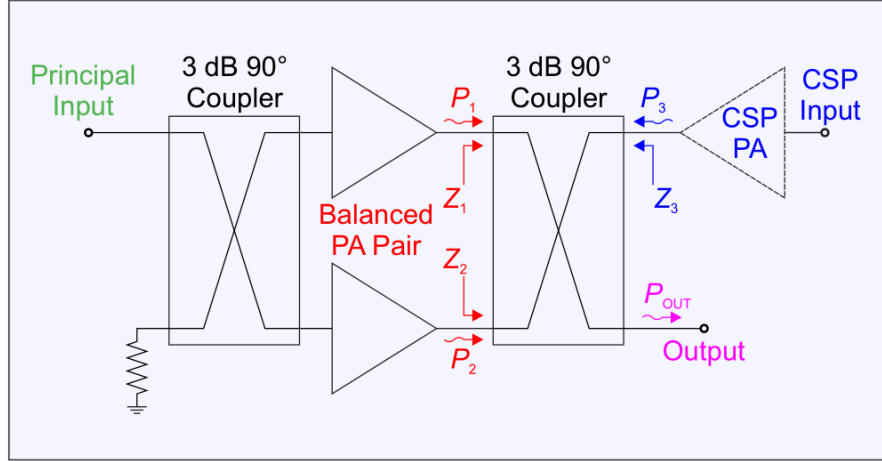 3 dB 90°
Coupler
3 dB 90°
Coupler
Principal
Input
P1
P3
CSP
Input
CSP
PA
Z1
Z3
Balanced
PA Pair
Z2
POUT
P2
Output